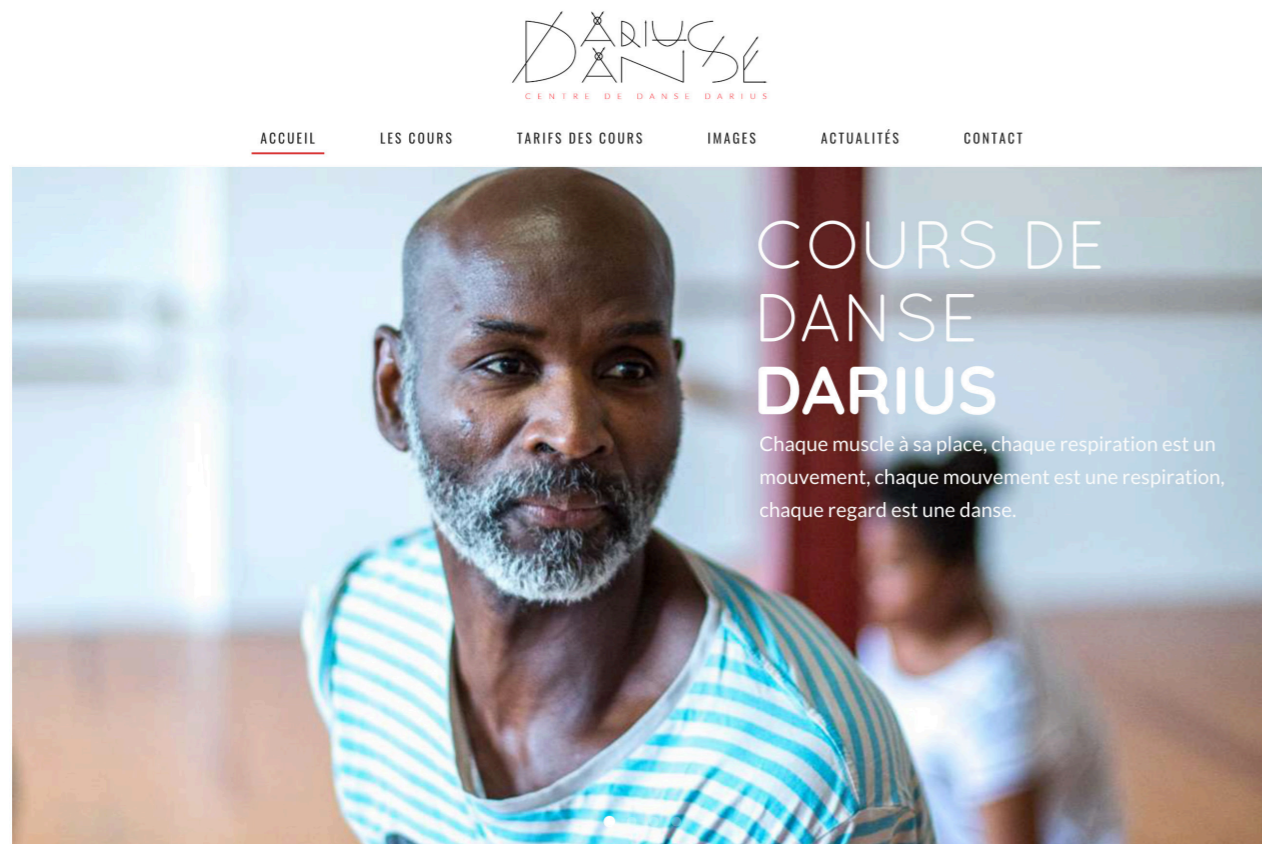 DARIUS
DANSE
CENTRE DE DANSE DARIUS
ACCUEIL LES COURS TARIFS DES COURS IMAGES ACTUALITÉS CONTACT
COURS DE
DANSE
DARIUS
Chaque muscle à sa place, chaque respiration est un
mouvement, chaque mouvement est une respiration,
chaque regard est une danse.